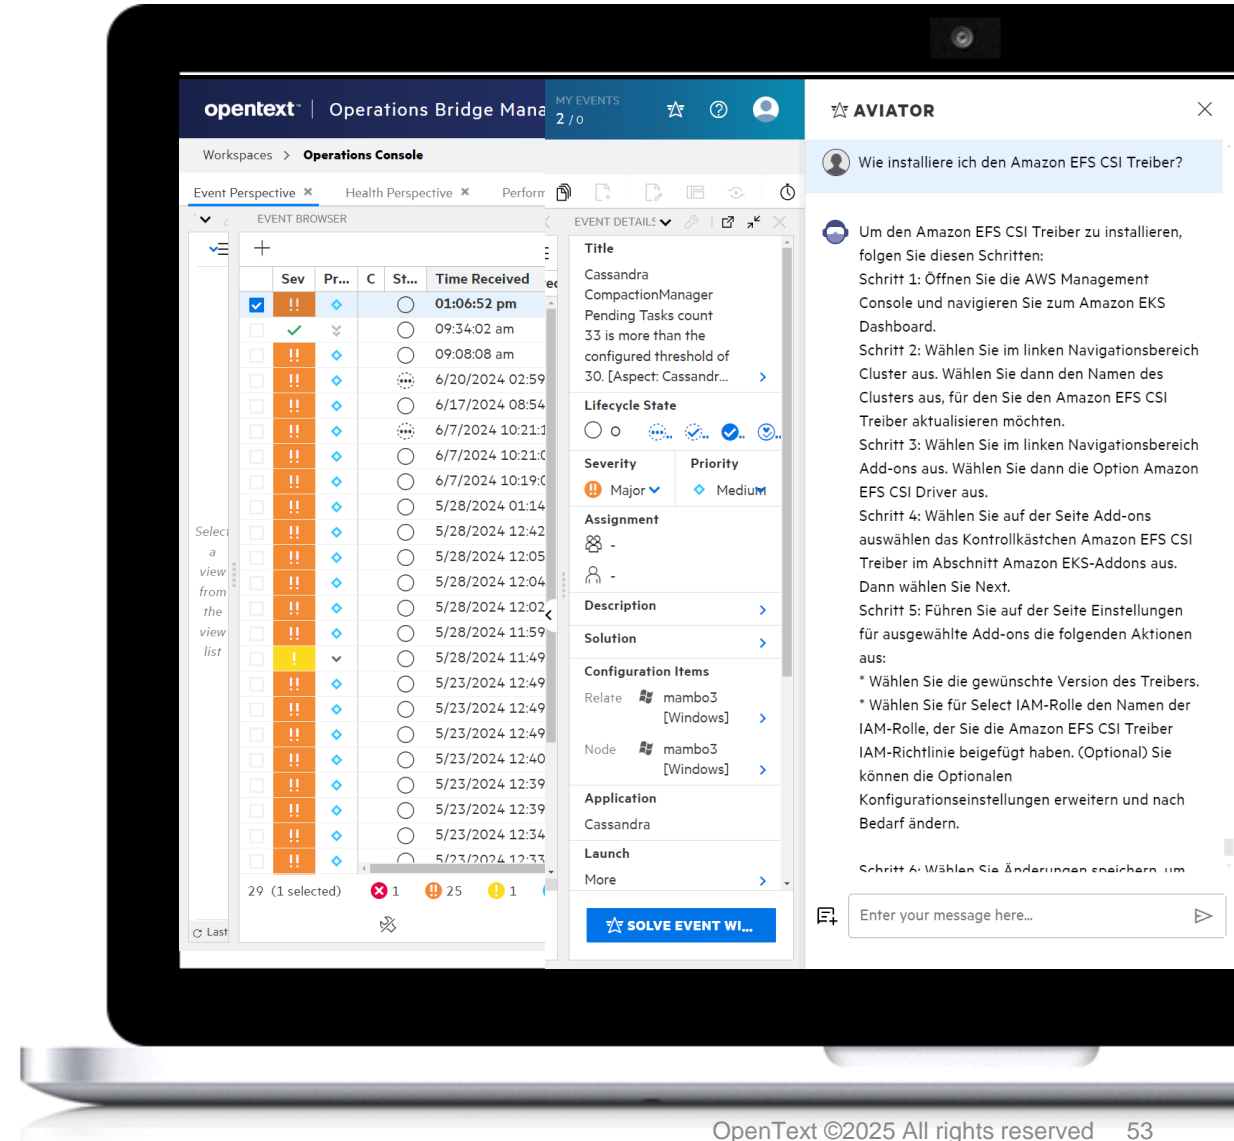 opentext™ | Operations Bridge Mana
MY EVENTS
2 / 0
Workspaces > Operations Console
Event Perspective × Health Perspective × Perform
EVENT BROWSER
Sev Pr... C St... Time Received
01:06:52 pm
09:34:02 am
09:08:08 am
6/20/2024 02:59
6/17/2024 08:54
6/7/2024 10:21:1
6/7/2024 10:21:0
6/7/2024 10:19:0
5/28/2024 01:14
5/28/2024 12:42
5/28/2024 12:05
5/28/2024 12:04
5/28/2024 12:02
5/28/2024 11:59
5/28/2024 11:49
5/23/2024 12:49
5/23/2024 12:49
5/23/2024 12:49
5/23/2024 12:40
5/23/2024 12:39
5/23/2024 12:39
5/23/2024 12:34
5/23/2024 12:33
Select
a
view
from
the
view
list
29 (1 selected) 1 25 1
Last
EVENT DETAILS
Title
Cassandra
CompactionManager
Pending Tasks count
33 is more than the
configured threshold of
30. [Aspect: Cassandr...
Lifecycle State
O
Severity Priority
Major Medium
Assignment
-
-
Description
Solution
Configuration Items
Relate mambo3
[Windows]
Node mambo3
[Windows]
Application
Cassandra
Launch
More
SOLVE EVENT WI...
AVIATOR
Wie installiere ich den Amazon EFS CSI Treiber?
Um den Amazon EFS CSI Treiber zu installieren,
folgen Sie diesen Schritten:
Schritt 1: Öffnen Sie die AWS Management
Console und navigieren Sie zum Amazon EKS
Dashboard.
Schritt 2: Wählen Sie im linken Navigationsbereich
Cluster aus. Wählen Sie dann den Namen des
Clusters aus, für den Sie den Amazon EFS CSI
Treiber aktualisieren möchten.
Schritt 3: Wählen Sie im linken Navigationsbereich
Add-ons aus. Wählen Sie dann die Option Amazon
EFS CSI Driver aus.
Schritt 4: Wählen Sie auf der Seite Add-ons
auswählen das Kontrollkästchen Amazon EFS CSI
Treiber im Abschnitt Amazon EKS-Addons aus.
Dann wählen Sie Next.
Schritt 5: Führen Sie auf der Seite Einstellungen
für ausgewählte Add-ons die folgenden Aktionen
aus:
* Wählen Sie die gewünschte Version des Treibers.
* Wählen Sie für Select IAM-Rolle den Namen der
IAM-Rolle, der Sie die Amazon EFS CSI Treiber
IAM-Richtlinie beigefügt haben. (Optional) Sie
können die Optionalen
Konfigurationseinstellungen erweitern und nach
Bedarf ändern.
Schritt 6: Wählen Sie Änderungen speichern, um
Enter your message here...
OpenText ©2025 All rights reserved 53